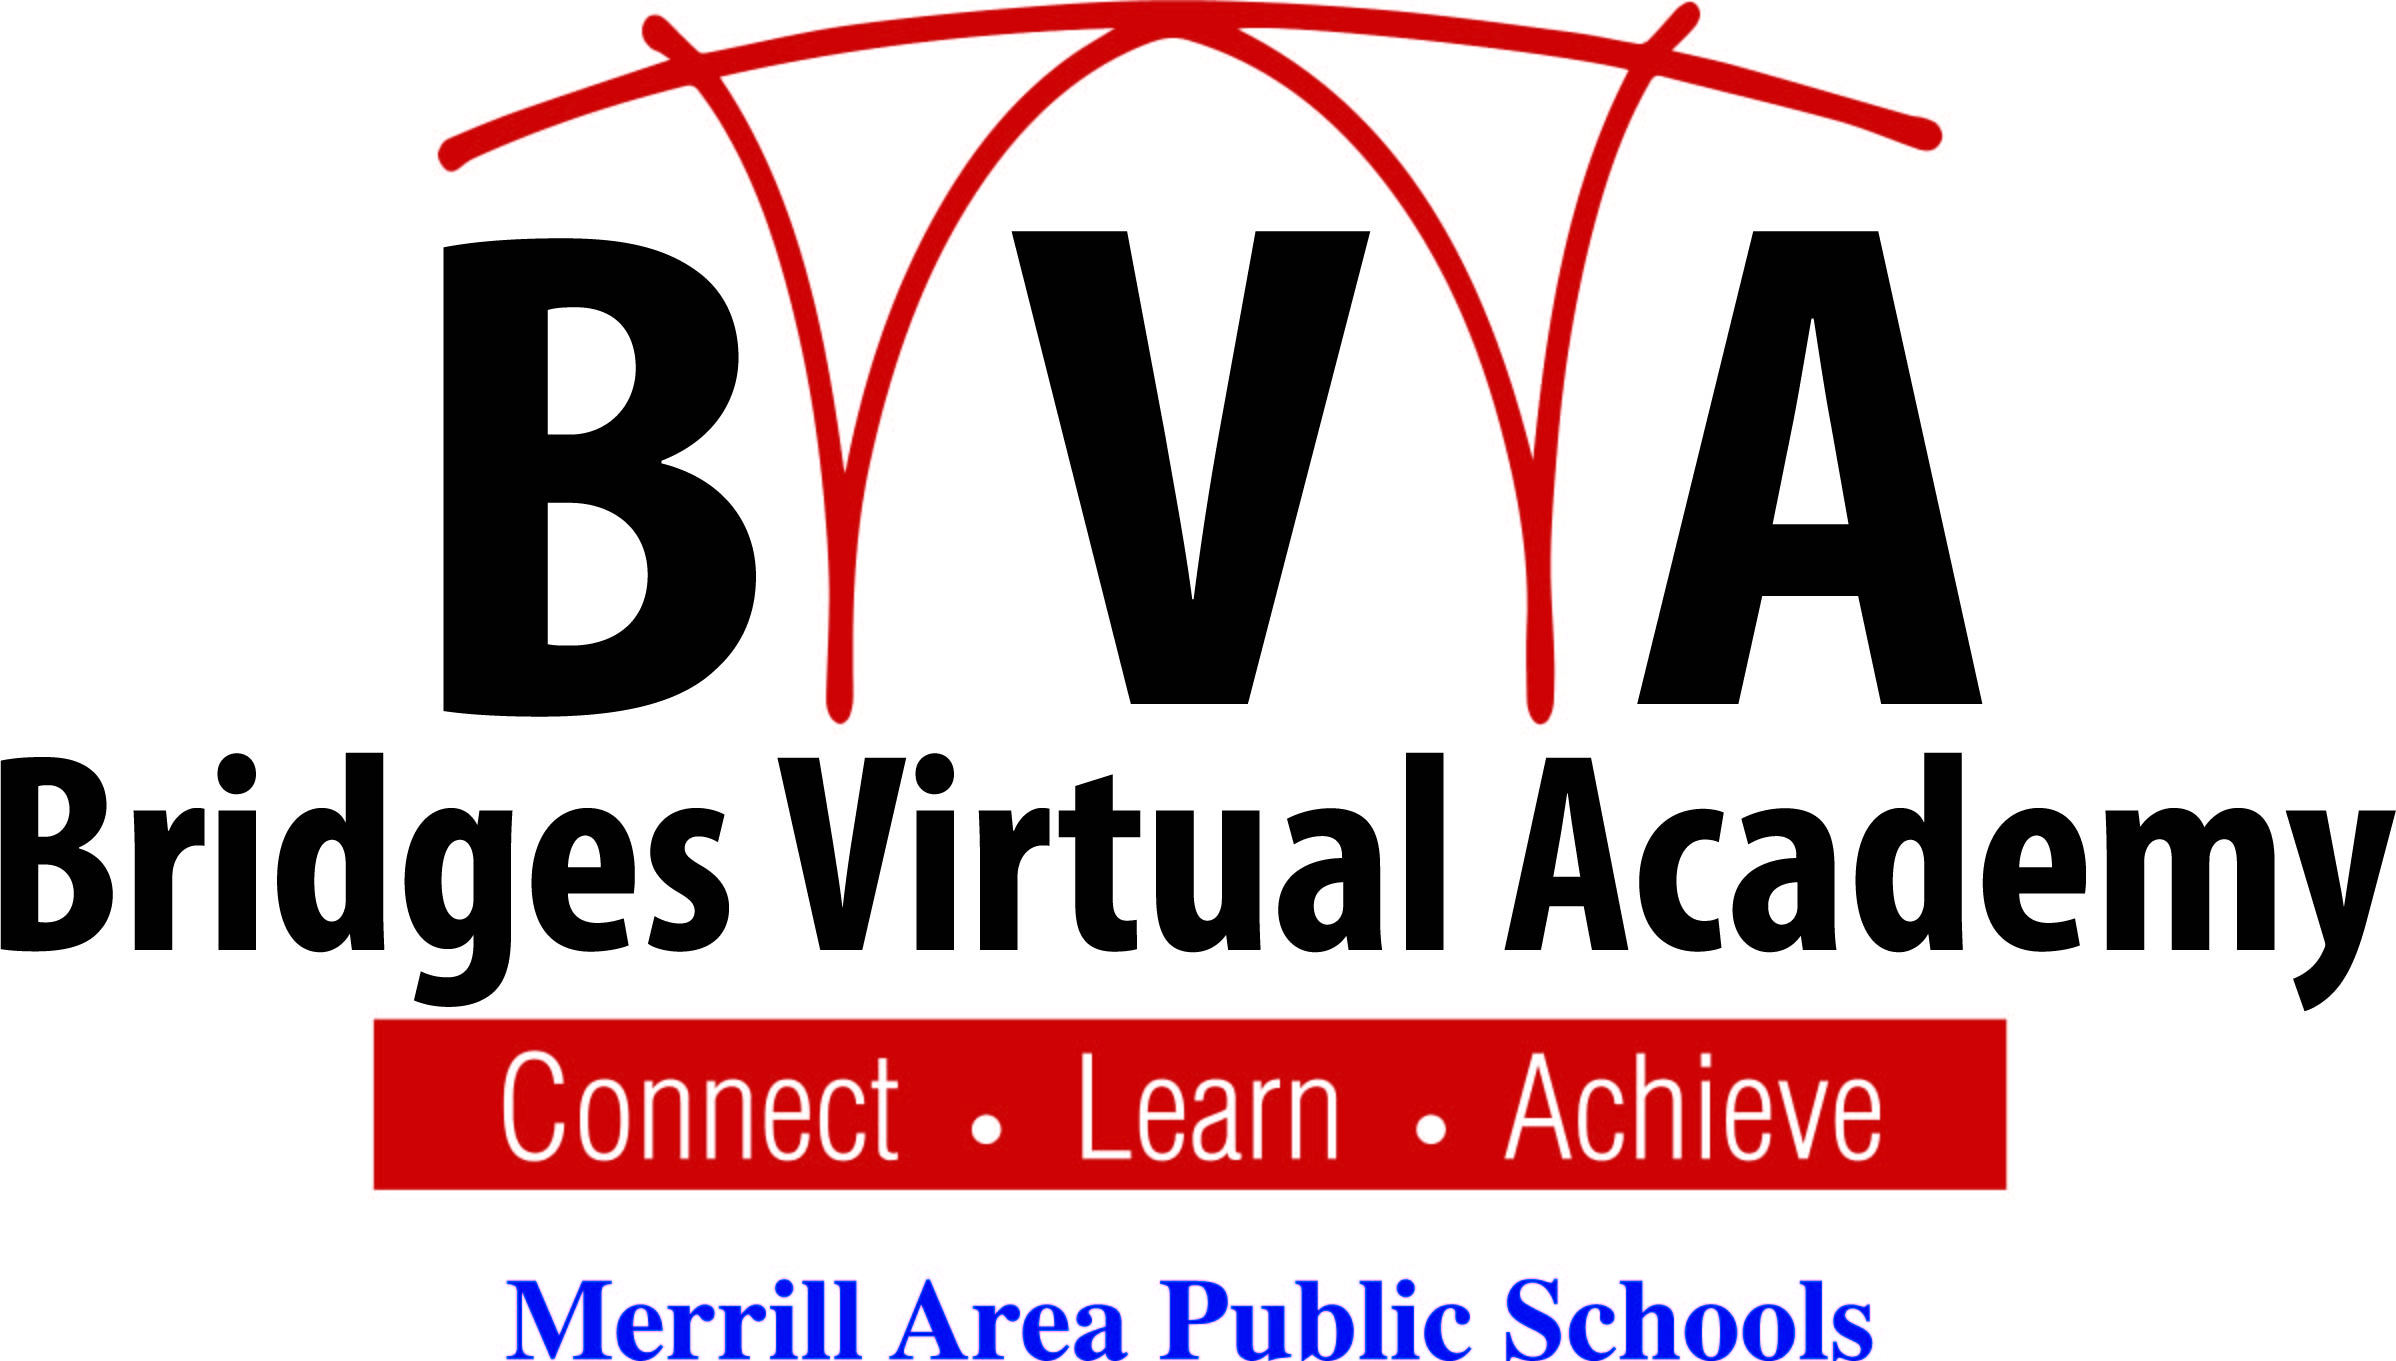 BVA
Bridges Virtual Academy
Connect • Learn • Achieve
Merrill Area Public Schools